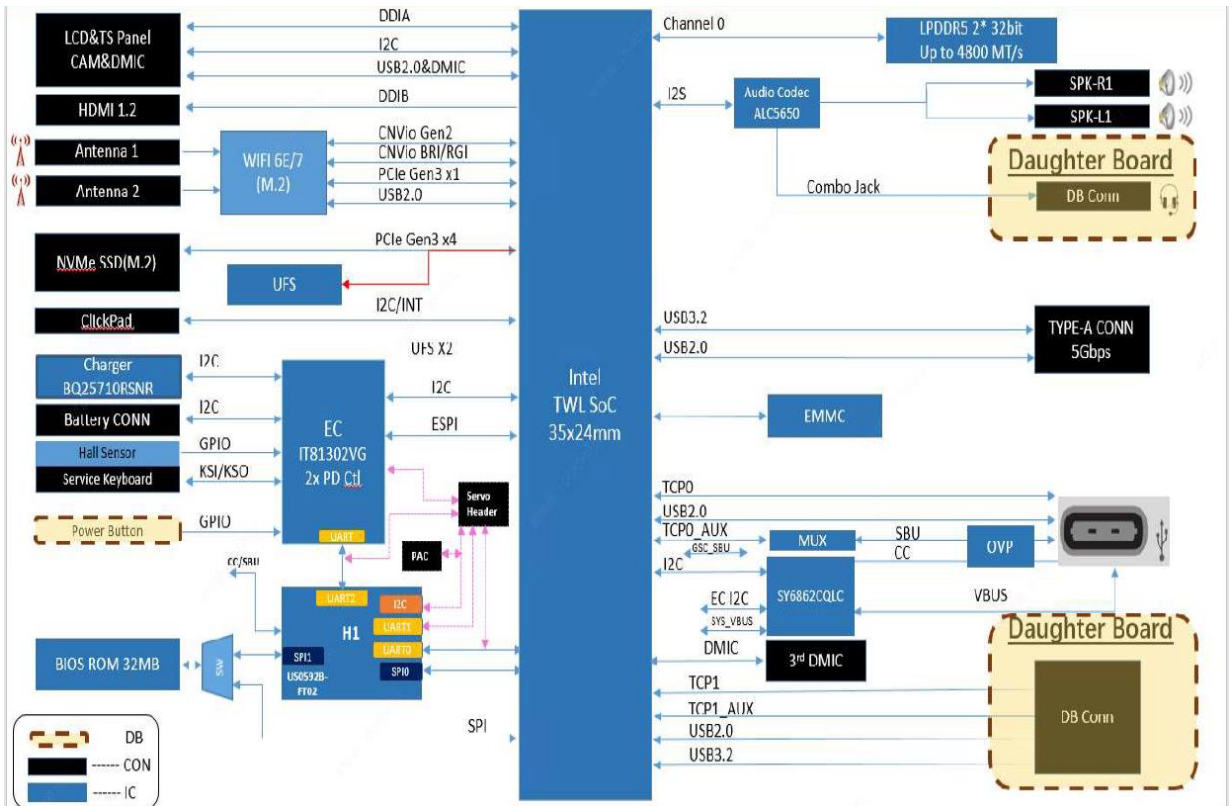 DDIA
LCD&TS Panel
CAM&DMIC
I2C
USB2.0&DMIC
HDMI 1.2
DDIB
Antenna 1
Antenna 2
WIFI 6E/7
(M.2)
CNVio Gen2
CNVio BRI/RGI
PCIe Gen3 x1
USB2.0
NVMe SSD(M.2)
PCIe Gen3 x4
UFS
ClickPad
I2C/INT
UFS X2
Charger
BQ25710RSNR
I2C
Battery CONN
I2C
Hall Sensor
GPIO
Service Keyboard
KSI/KSO
Power Button
GPIO
EC
IT81302VG
2x PD Ctl
UART
I2C
ESPI
Servo
Header
PAC
CC/SBU
UART2
I2C
H1
UART1
UART0
SPI1
SPI0
US0592B-
FT02
BIOS ROM 32MB
SW
SPI
DB
------ CON
------ IC
Intel
TWL SoC
35x24mm
Channel 0
LPDDR5 2* 32bit
Up to 4800 MT/s
I2S
Audio Codec
ALC5650
SPK-R1
SPK-L1
Daughter Board
Combo Jack
DB Conn
USB3.2
USB2.0
TYPE-A CONN
5Gbps
EMMC
TCP0
USB2.0
TCP0_AUX
GSC_SBU
MUX
SBU
CC
OVP
I2C
SY6862CQLC
VBUS
EC I2C
SYS_VBUS
DMIC
3rd DMIC
Daughter Board
TCP1
TCP1_AUX
USB2.0
USB3.2
DB Conn